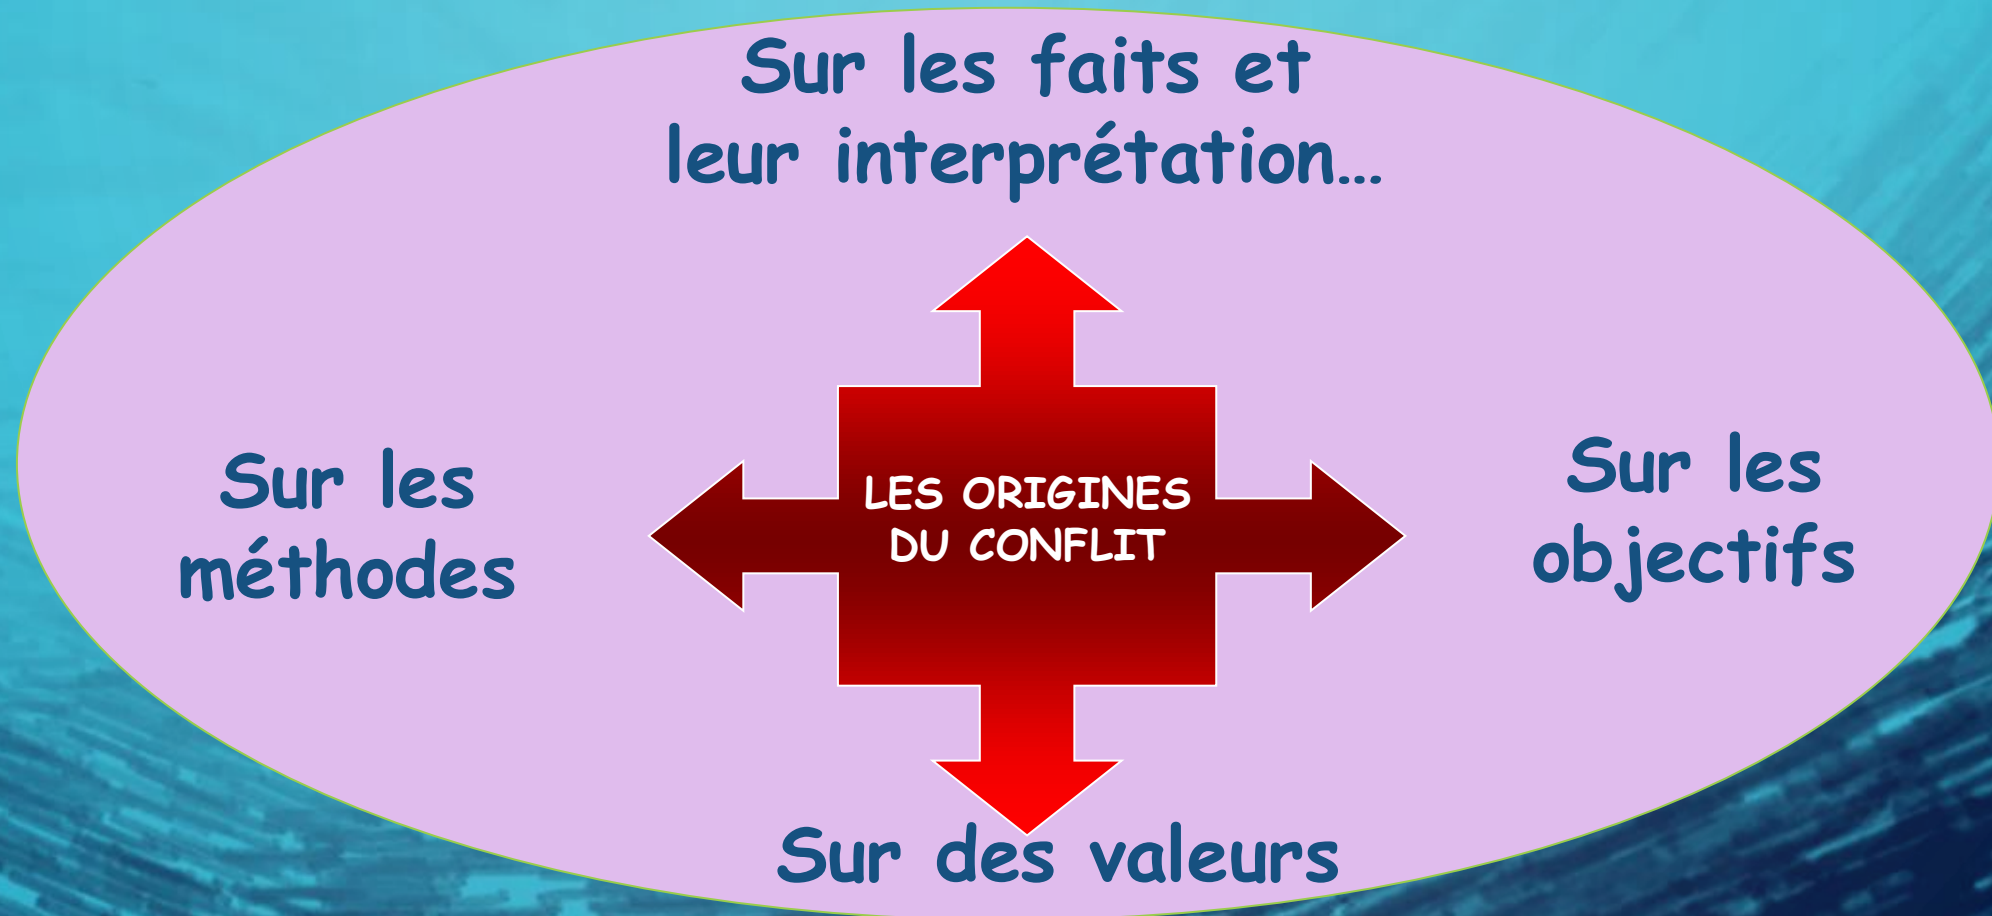 Sur les faits et
leur interprétation…
Sur les
méthodes
LES ORIGINES
DU CONFLIT
Sur les
objectifs
Sur des valeurs